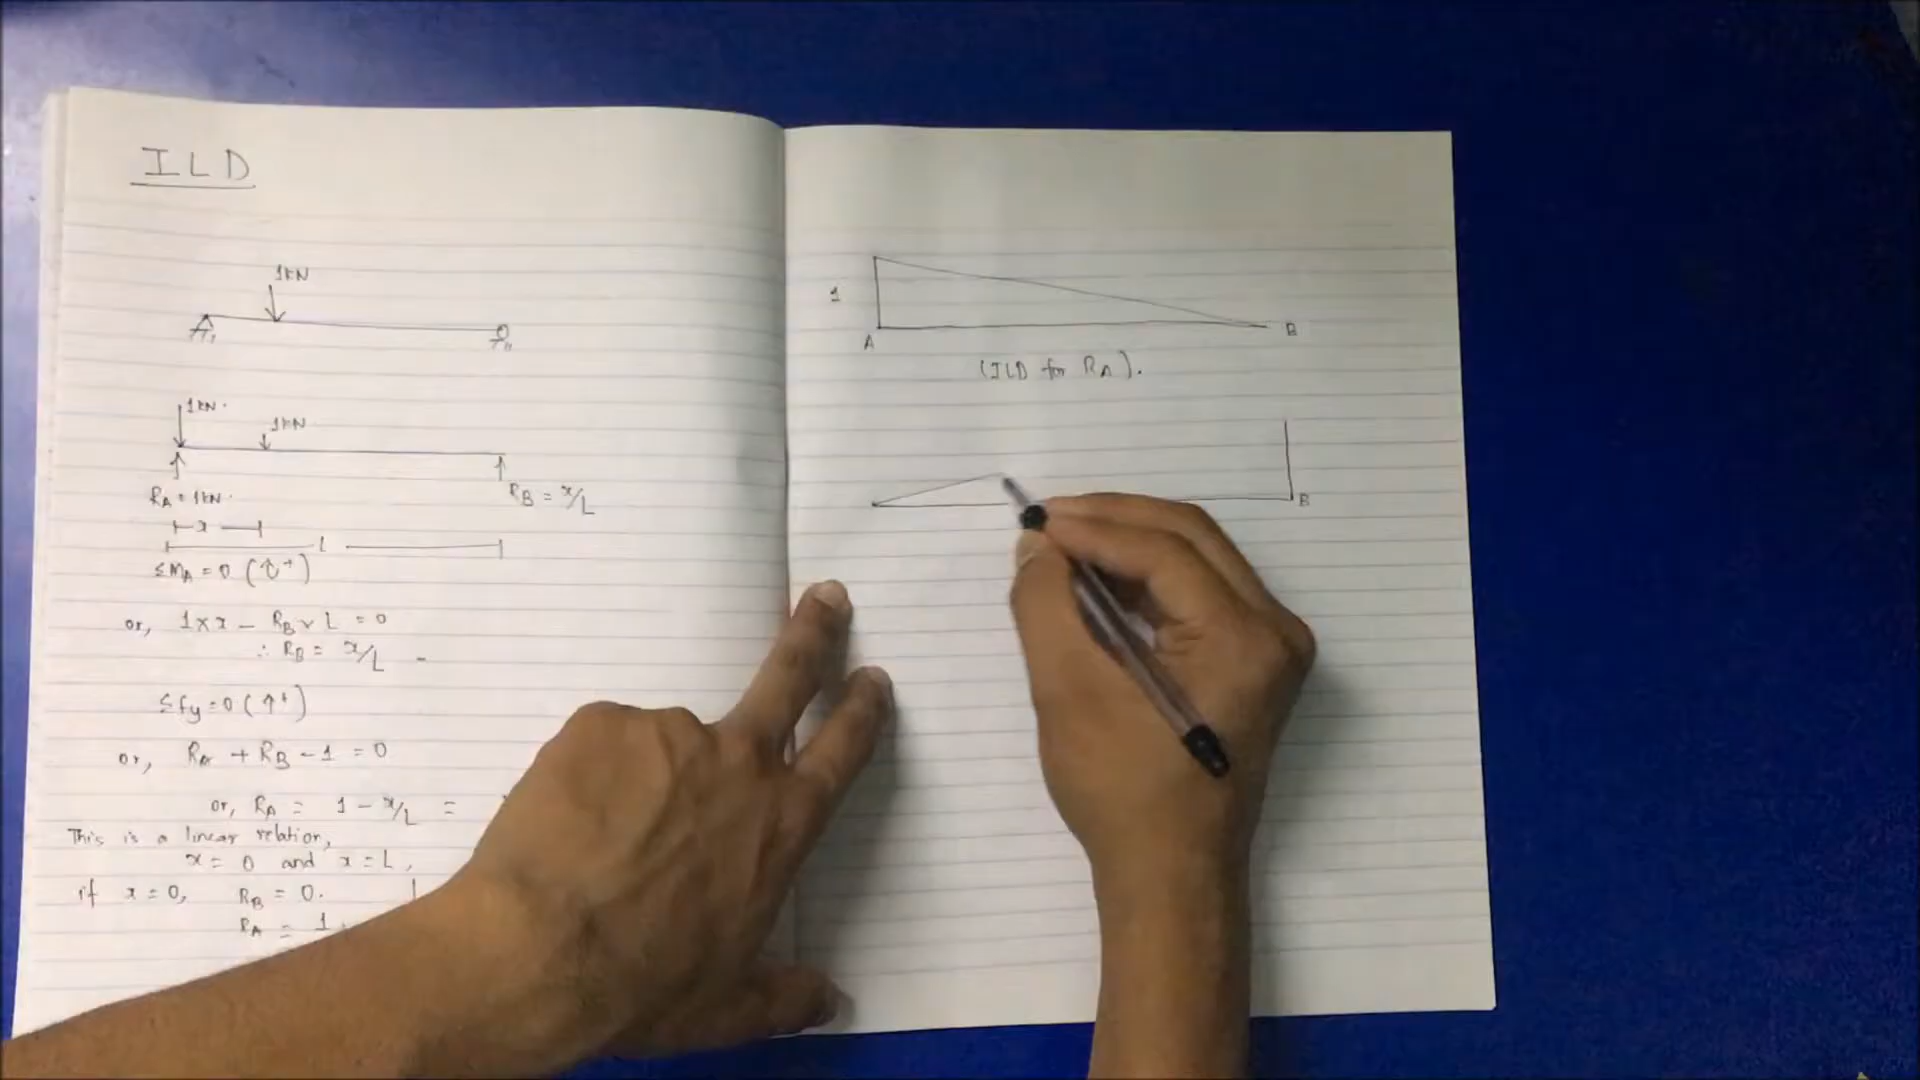 ILD
1kN
1kN.
1kN
RA = 1kN.
RB = x/L
x
L
ΣMA = 0 (↻+)
or, 1×x - RB×L = 0
∴ RB = x/L -
Σfy = 0 (↑+)
or, RA + RB - 1 = 0
or, RA = 1 - x/L =
This is a linear relation,
x = 0 and x = L,
if x = 0, RB = 0.
RA = 1
1
A
B
(ILD for RA).
B